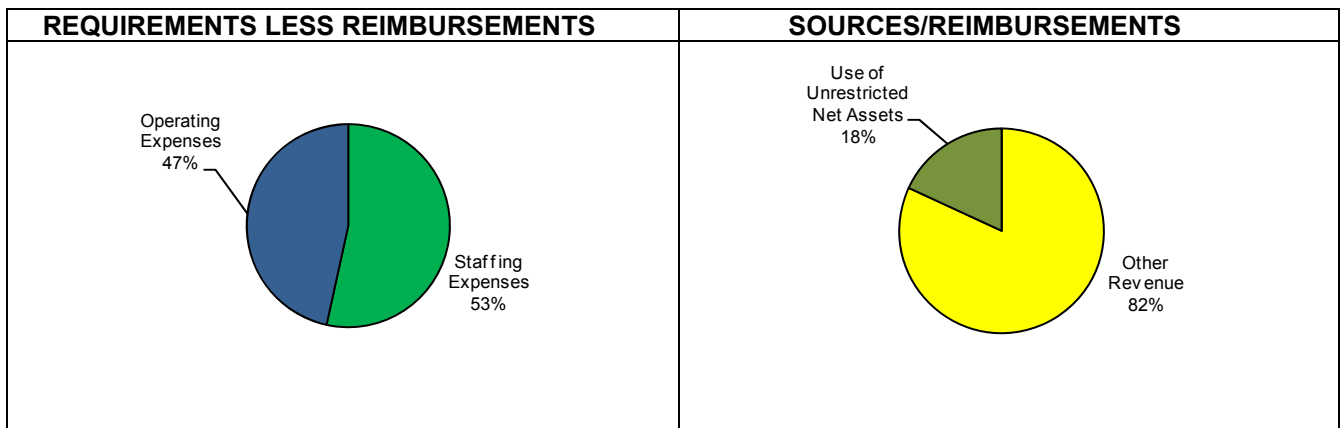 REQUIREMENTS LESS REIMBURSEMENTS
Operating
Expenses
47%
Staffing
Expenses
53%
SOURCES/REIMBURSEMENTS
Use of
Unrestricted
Net Assets
18%
Other
Revenue
82%